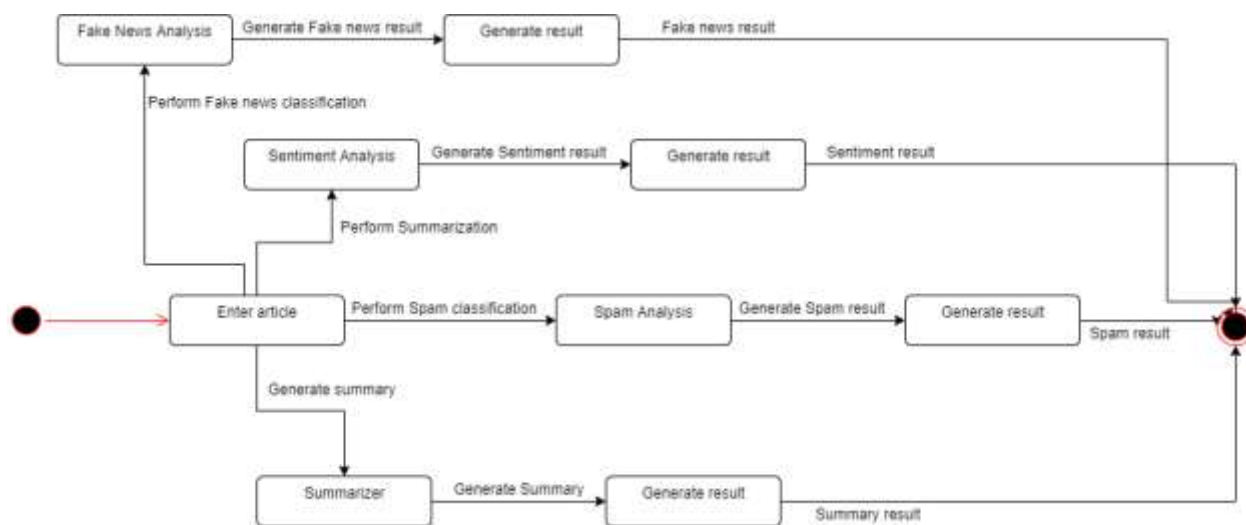 Fake News Analysis
Generate Fake news result
Generate result
Fake news result
Perform Fake news classification
Sentiment Analysis
Generate Sentiment result
Generate result
Sentiment result
Perform Summarization
Enter article
Perform Spam classification
Spam Analysis
Generate Spam result
Generate result
Spam result
Generate summary
Summarizer
Generate Summary
Generate result
Summary result